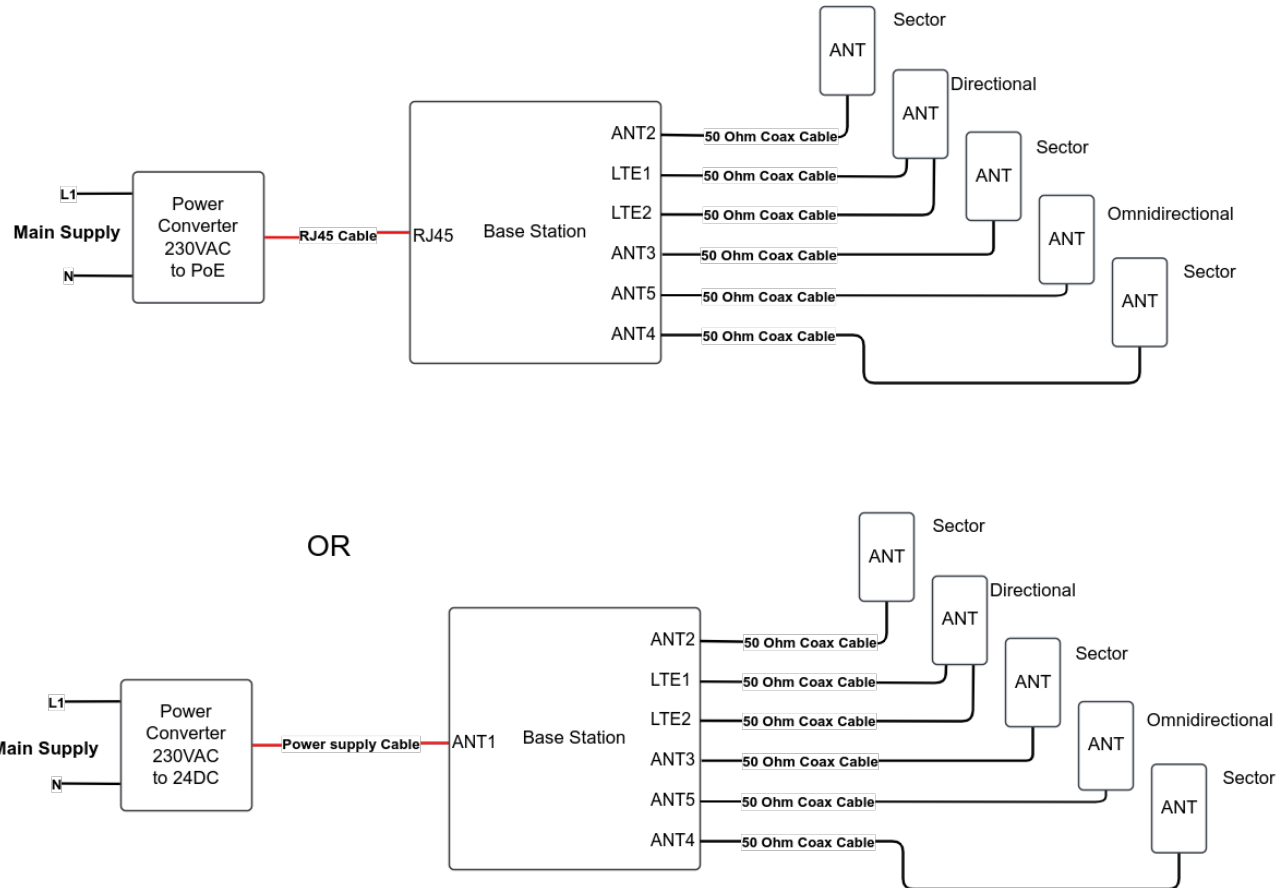 Sector
ANT
Directional
ANT
ANT2
50 Ohm Coax Cable
Sector
LTE1
50 Ohm Coax Cable
ANT
L1
Power
Converter
230VAC
to PoE
LTE2
50 Ohm Coax Cable
Omnidirectional
Main Supply
RJ45 Cable
RJ45
Base Station
ANT
ANT3
50 Ohm Coax Cable
Sector
N
ANT5
50 Ohm Coax Cable
ANT
ANT4
50 Ohm Coax Cable
OR
Sector
ANT
Directional
ANT
ANT2
50 Ohm Coax Cable
Sector
LTE1
50 Ohm Coax Cable
ANT
L1
Power
Converter
230VAC
to 24DC
LTE2
50 Ohm Coax Cable
Omnidirectional
Main Supply
Power supply Cable
ANT1
Base Station
ANT
ANT3
50 Ohm Coax Cable
Sector
N
ANT5
50 Ohm Coax Cable
ANT
ANT4
50 Ohm Coax Cable